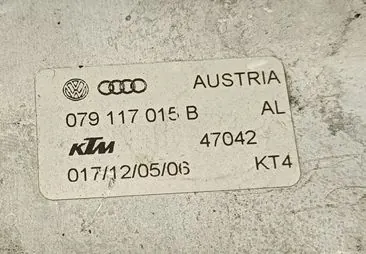 AUSTRIA
079 117 015 B AL
KTM 47042
017/12/05/06 KT4